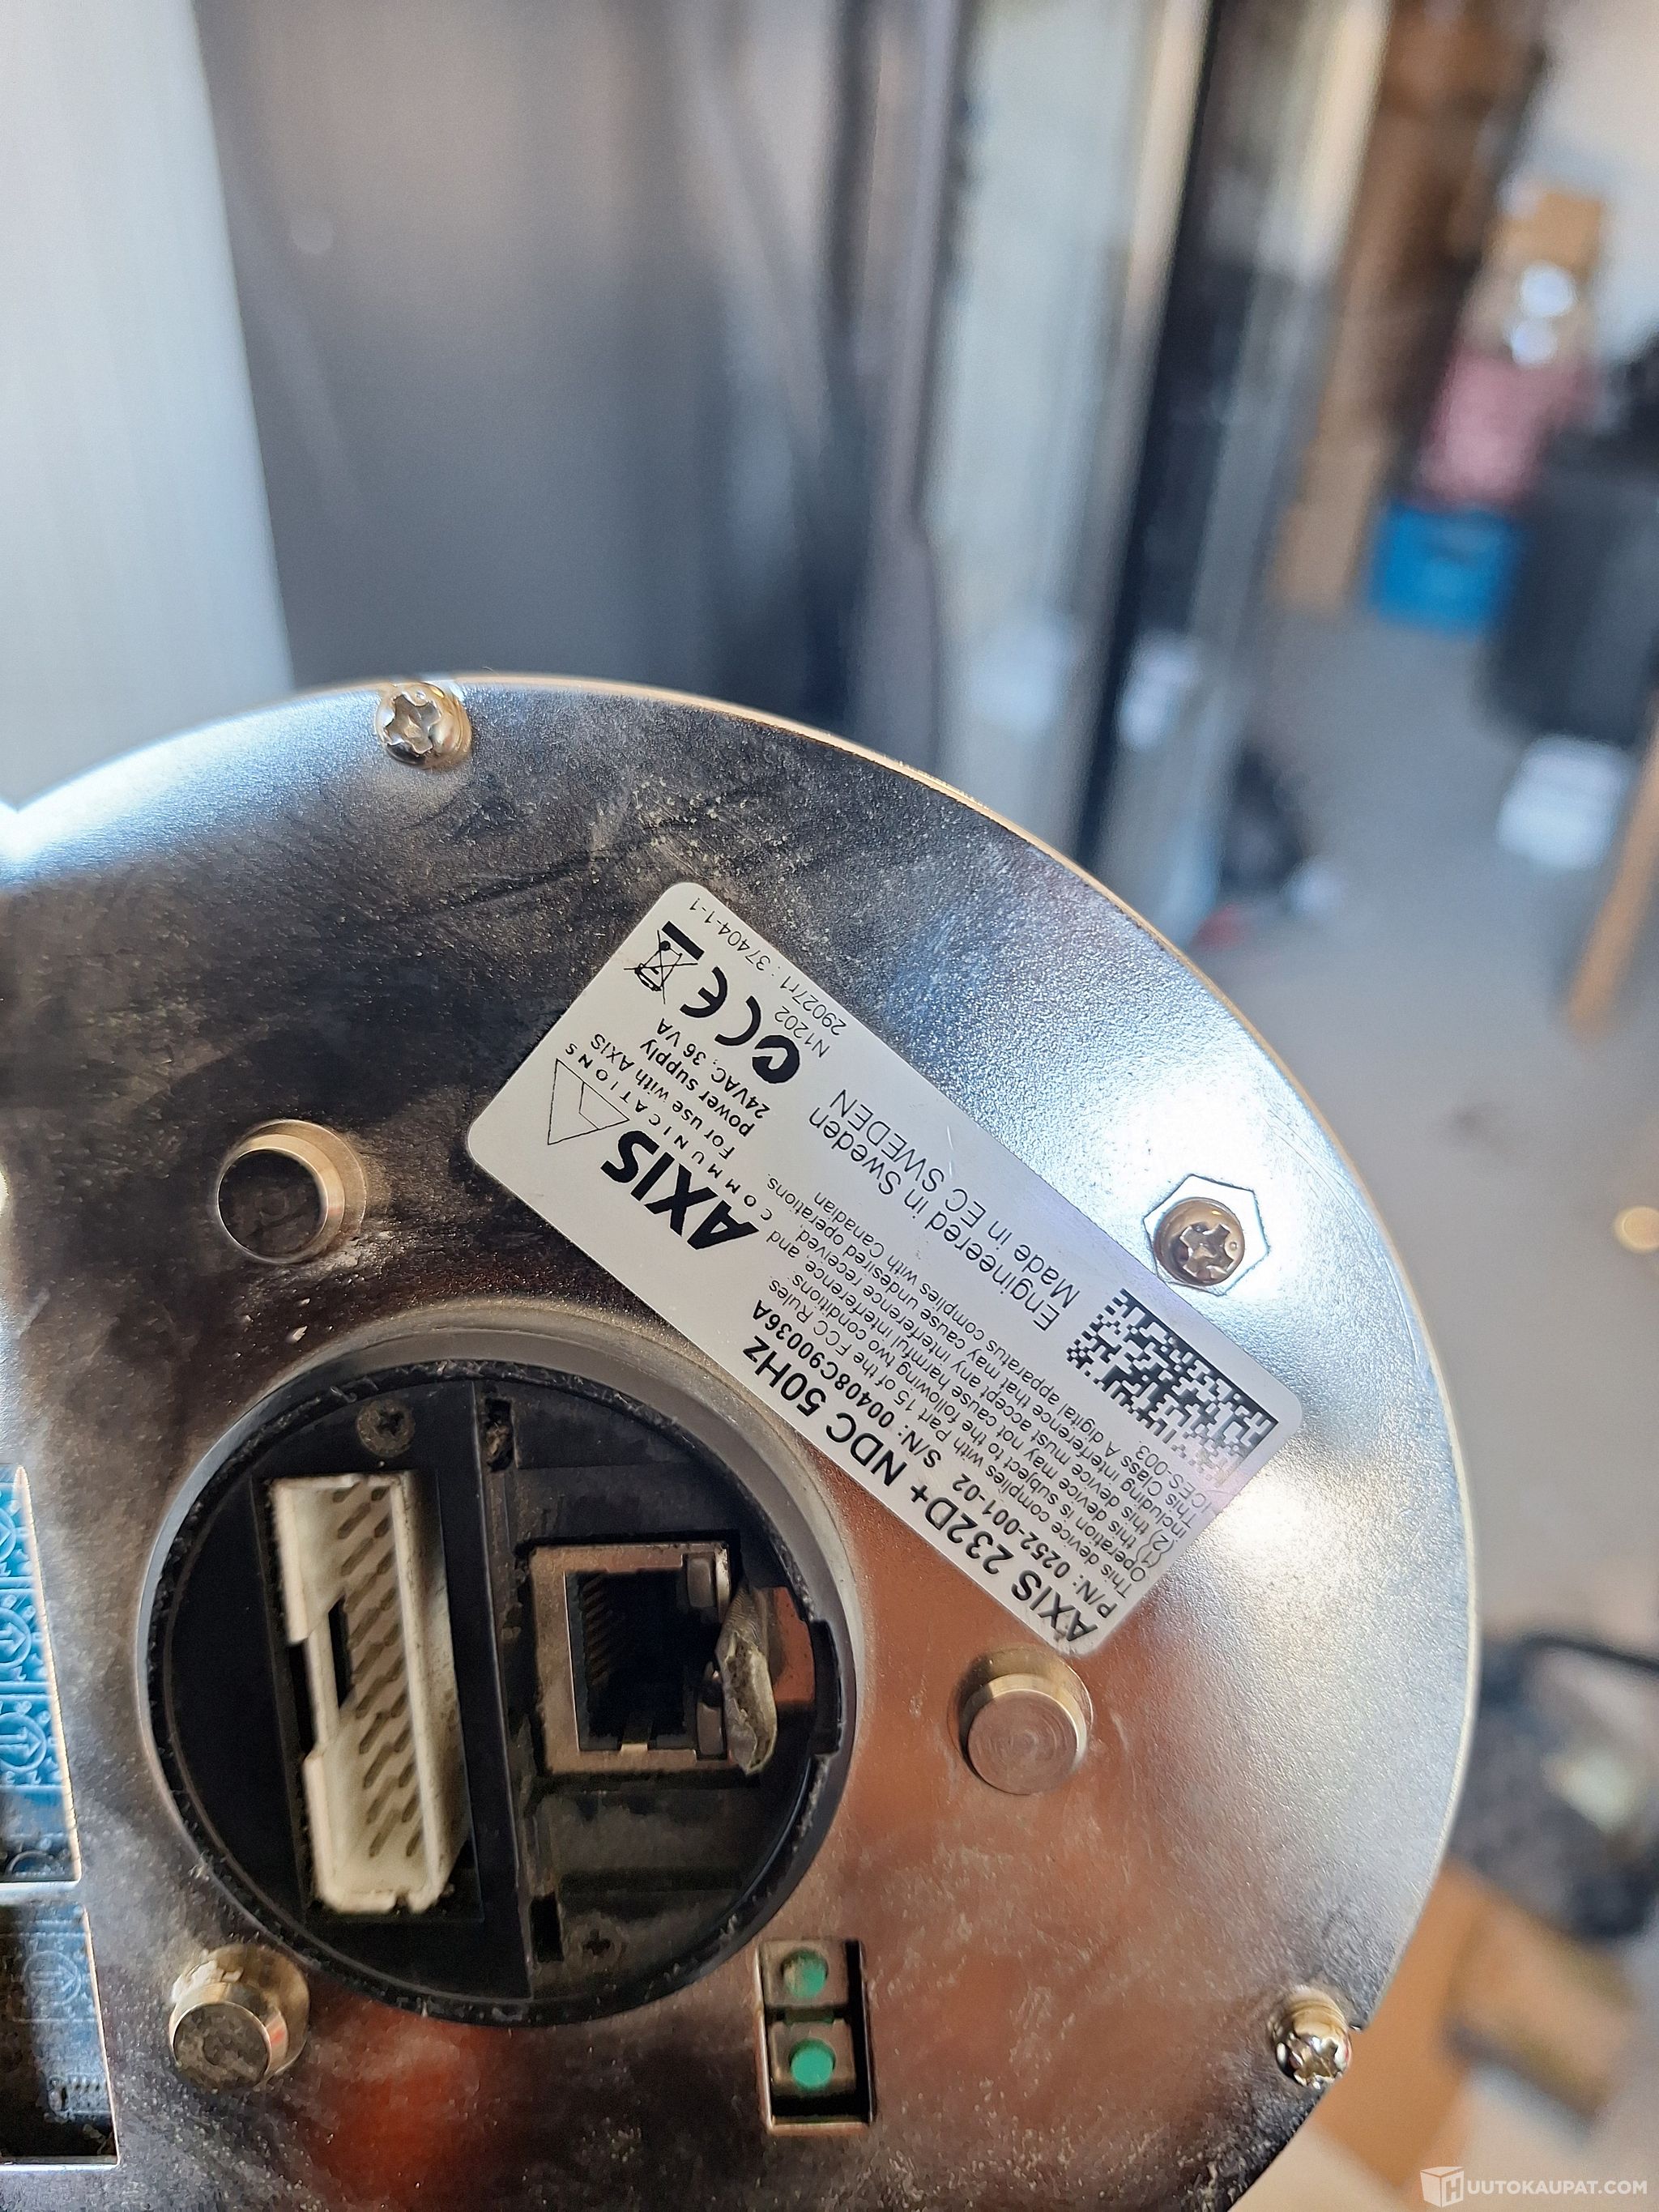 AXIS
COMMUNICATIONS
For use with AXIS
power supply
24VAC, 36 VA
N1202
29027r1 : 37404-1-1
AXIS 232D+ NDC 50Hz
P/N: 0252-001-02 S/N: 00408C90036A
This device complies with Part 15 of the FCC Rules
Operation is subject to the following two conditions.
(1) this device may not cause harmful interference, and
(2) this device must accept any interference received,
including interference that may cause undesired operations.
This Class A digital apparatus complies with Canadian
ICES-003
Engineered in Sweden
Made in EC SWEDEN
HUUTOKAUPAT.COM